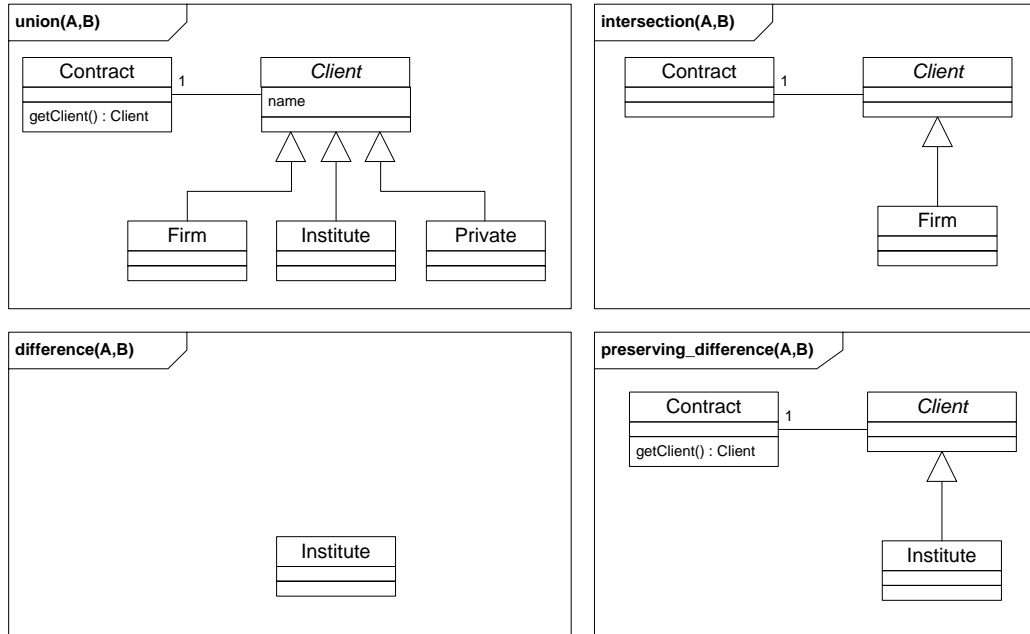 union(A,B)
Contract
1
Client
getClient() : Client
name
Firm
Institute
Private
intersection(A,B)
Contract
1
Client
Firm
difference(A,B)
Institute
preserving_difference(A,B)
Contract
1
Client
getClient() : Client
Institute